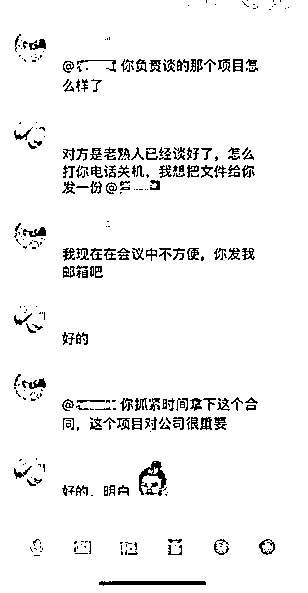 @ 你负责谈的那个项目怎
么样了
对方是老熟人已经谈好了，怎么
打你电话关机，我想把文件给你
发一份@
我现在在会议中不方便，你发我
邮箱吧
好的
@ 你抓紧时间拿下这个合
同，这个项目对公司很重要
好的，明白